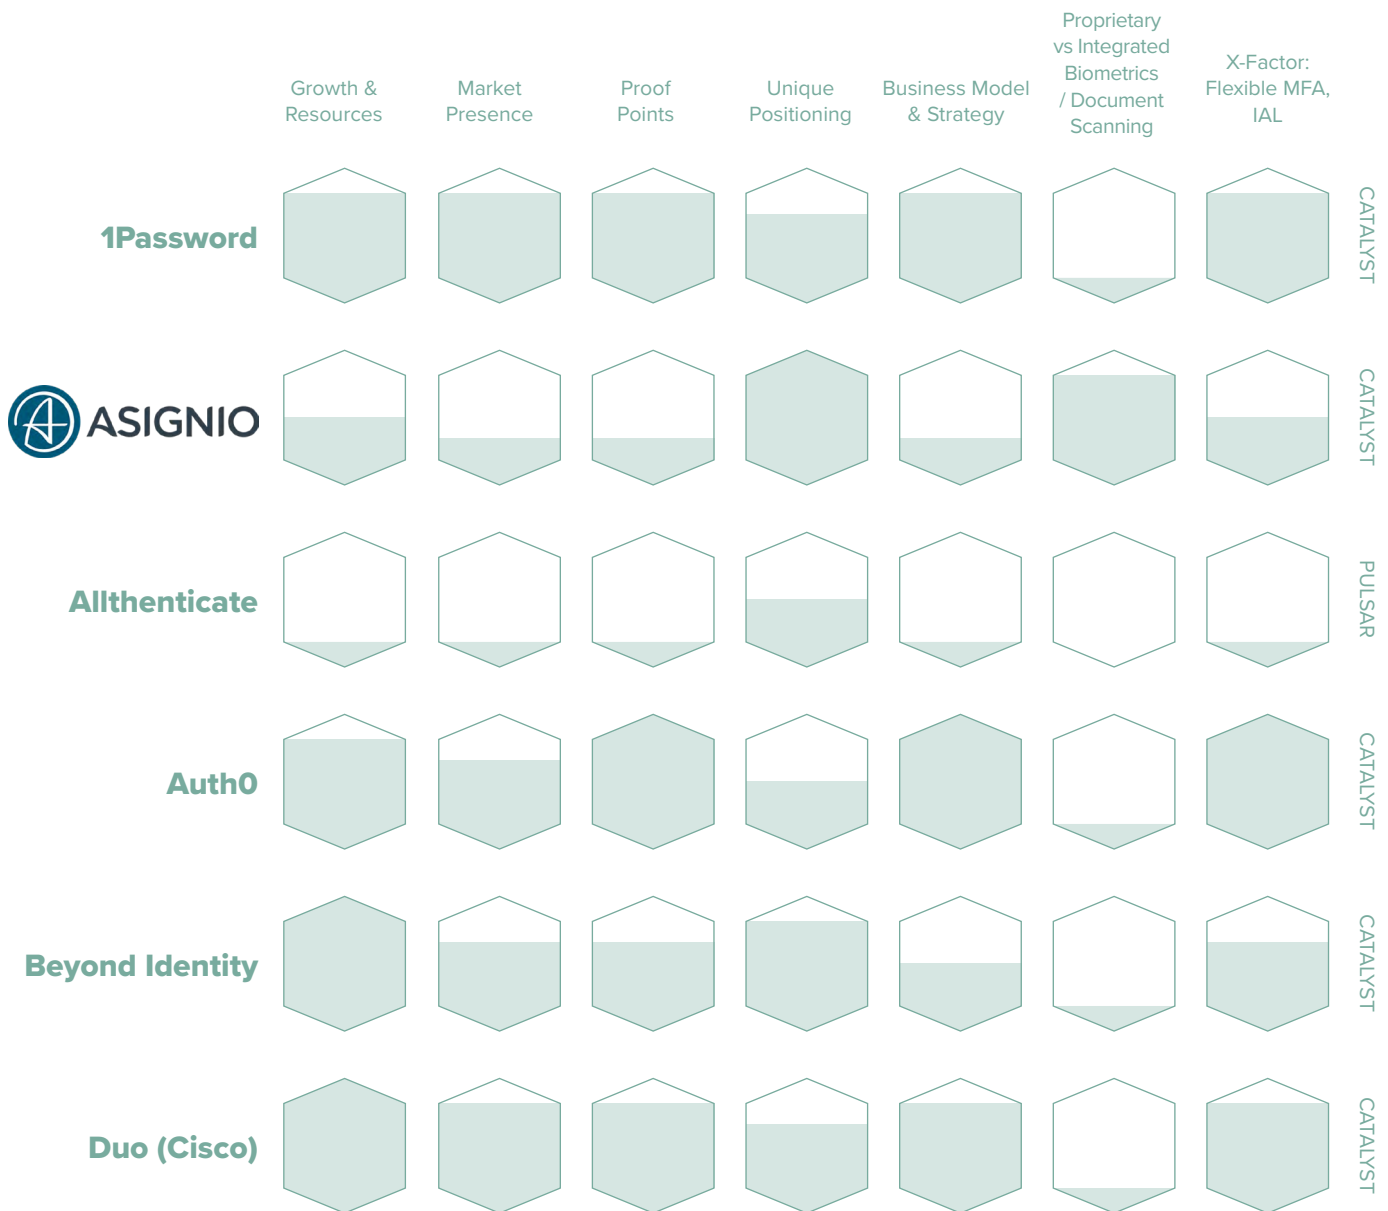 Growth &
Resources
Market
Presence
Proof
Points
Unique
Positioning
Business Model
& Strategy
Proprietary
vs Integrated
Biometrics
/ Document
Scanning
X-Factor:
Flexible MFA,
IAL
1Password
CATALYST
ASIGNIO
CATALYST
Allthenticate
PULSAR
Auth0
CATALYST
Beyond Identity
CATALYST
Duo (Cisco)
CATALYST